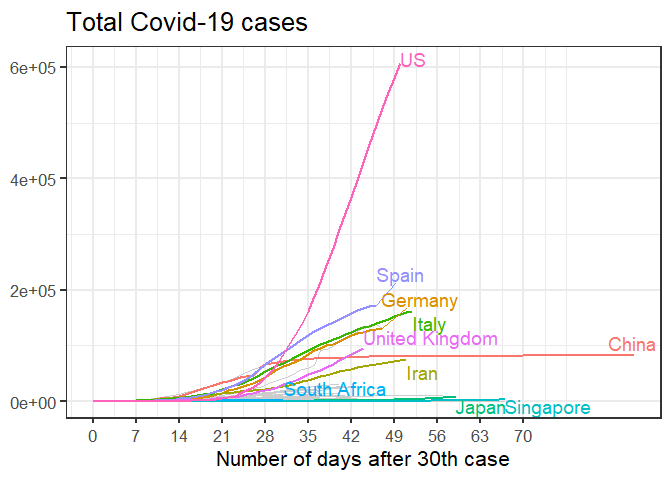 Total Covid-19 cases
6e+05
4e+05
2e+05
0e+00
US
Spain
Germany
Italy
United Kingdom
China
Iran
South Africa
Japan
Singapore
0 7 14 21 28 35 42 49 56 63 70
Number of days after 30th case